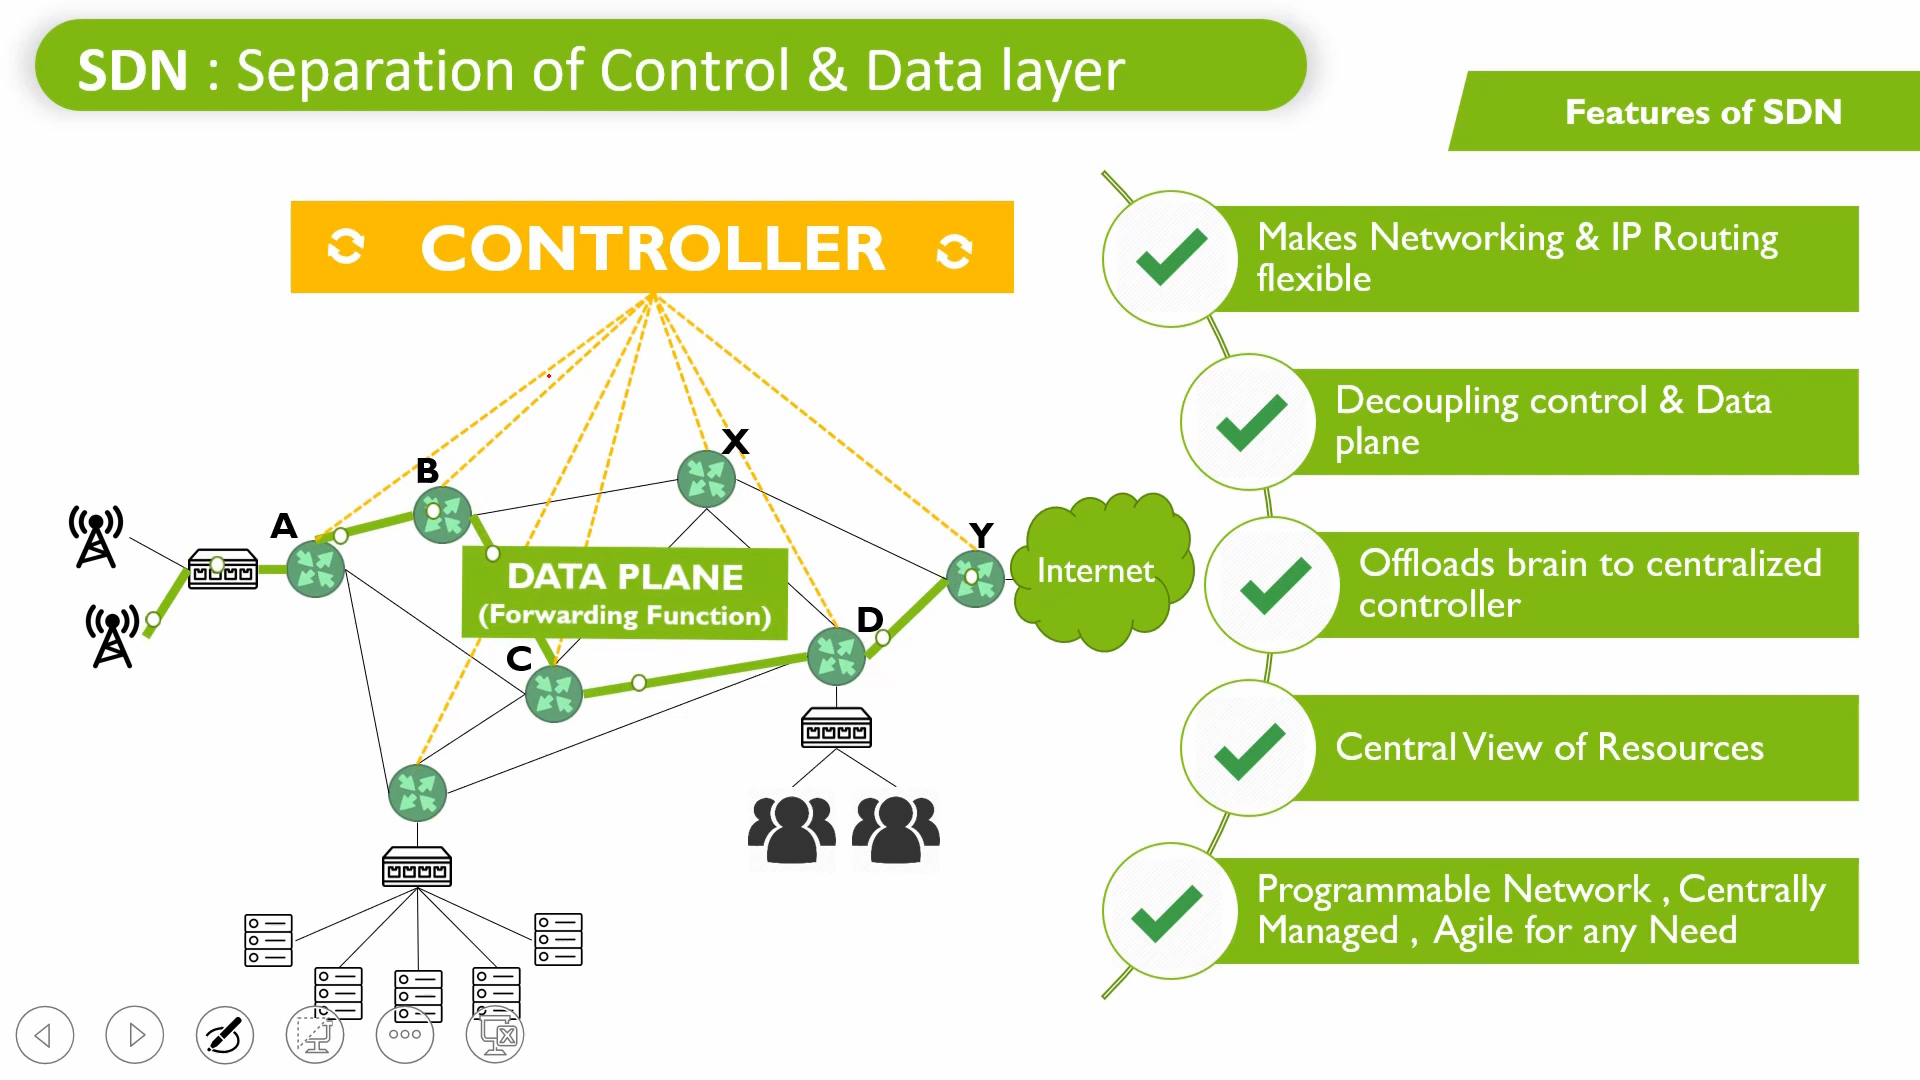 SDN : Separation of Control & Data layer
Features of SDN
CONTROLLER
Makes Networking & IP Routing
flexible
Decoupling control & Data
plane
Offloads brain to centralized
controller
Central View of Resources
Programmable Network , Centrally
Managed , Agile for any Need
X
B
A
Y
Internet
DATA PLANE
(Forwarding Function)
D
C